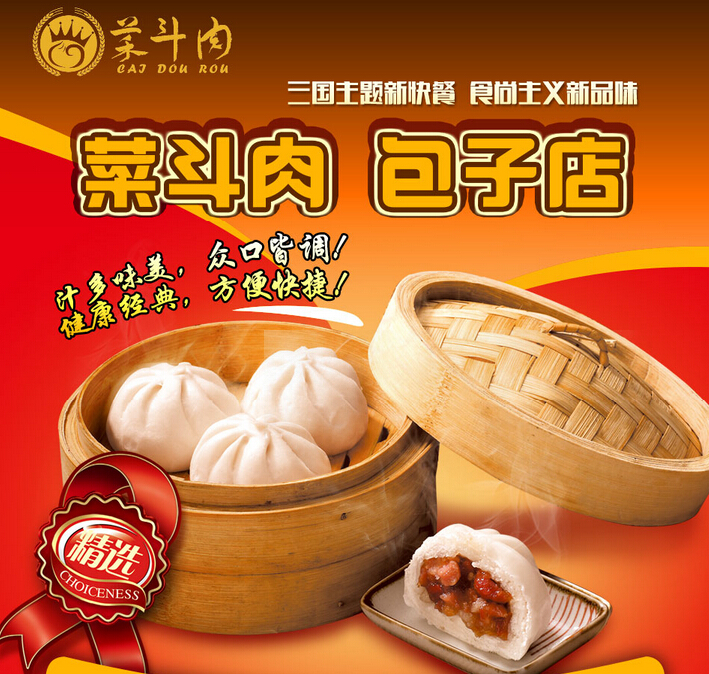 菜斗肉
CAI DOU ROU
三国主题新快餐 食尚主义新品味
菜斗肉 包子店
汁多味美，众口皆调！
健康经典，方便快捷！
精选
CHOICENESS